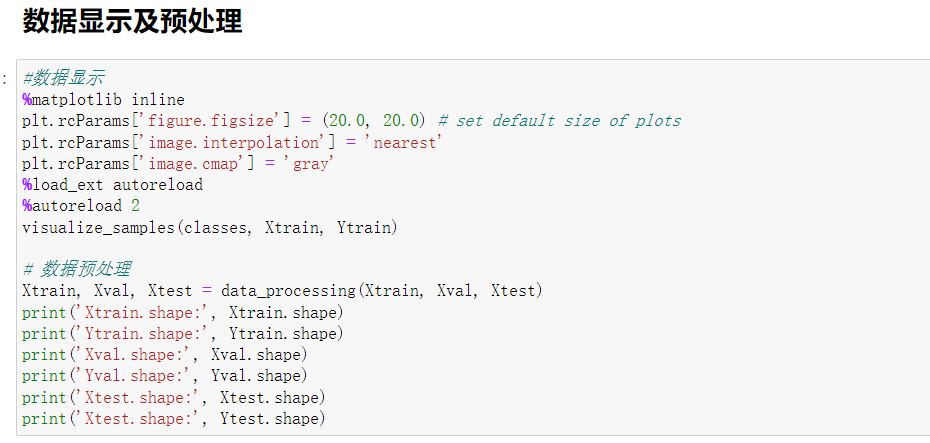 数据显示及预处理
:
#数据显示
%matplotlib inline
plt.rcParams['figure.figsize'] = (20.0, 20.0) # set default size of plots
plt.rcParams['image.interpolation'] = 'nearest'
plt.rcParams['image.cmap'] = 'gray'
%load_ext autoreload
%autoreload 2
visualize_samples(classes, Xtrain, Ytrain)
# 数据预处理
Xtrain, Xval, Xtest = data_processing(Xtrain, Xval, Xtest)
print('Xtrain.shape:', Xtrain.shape)
print('Ytrain.shape:', Ytrain.shape)
print('Xval.shape:', Xval.shape)
print('Yval.shape:', Yval.shape)
print('Xtest.shape:', Xtest.shape)
print('Xtest.shape:', Ytest.shape)